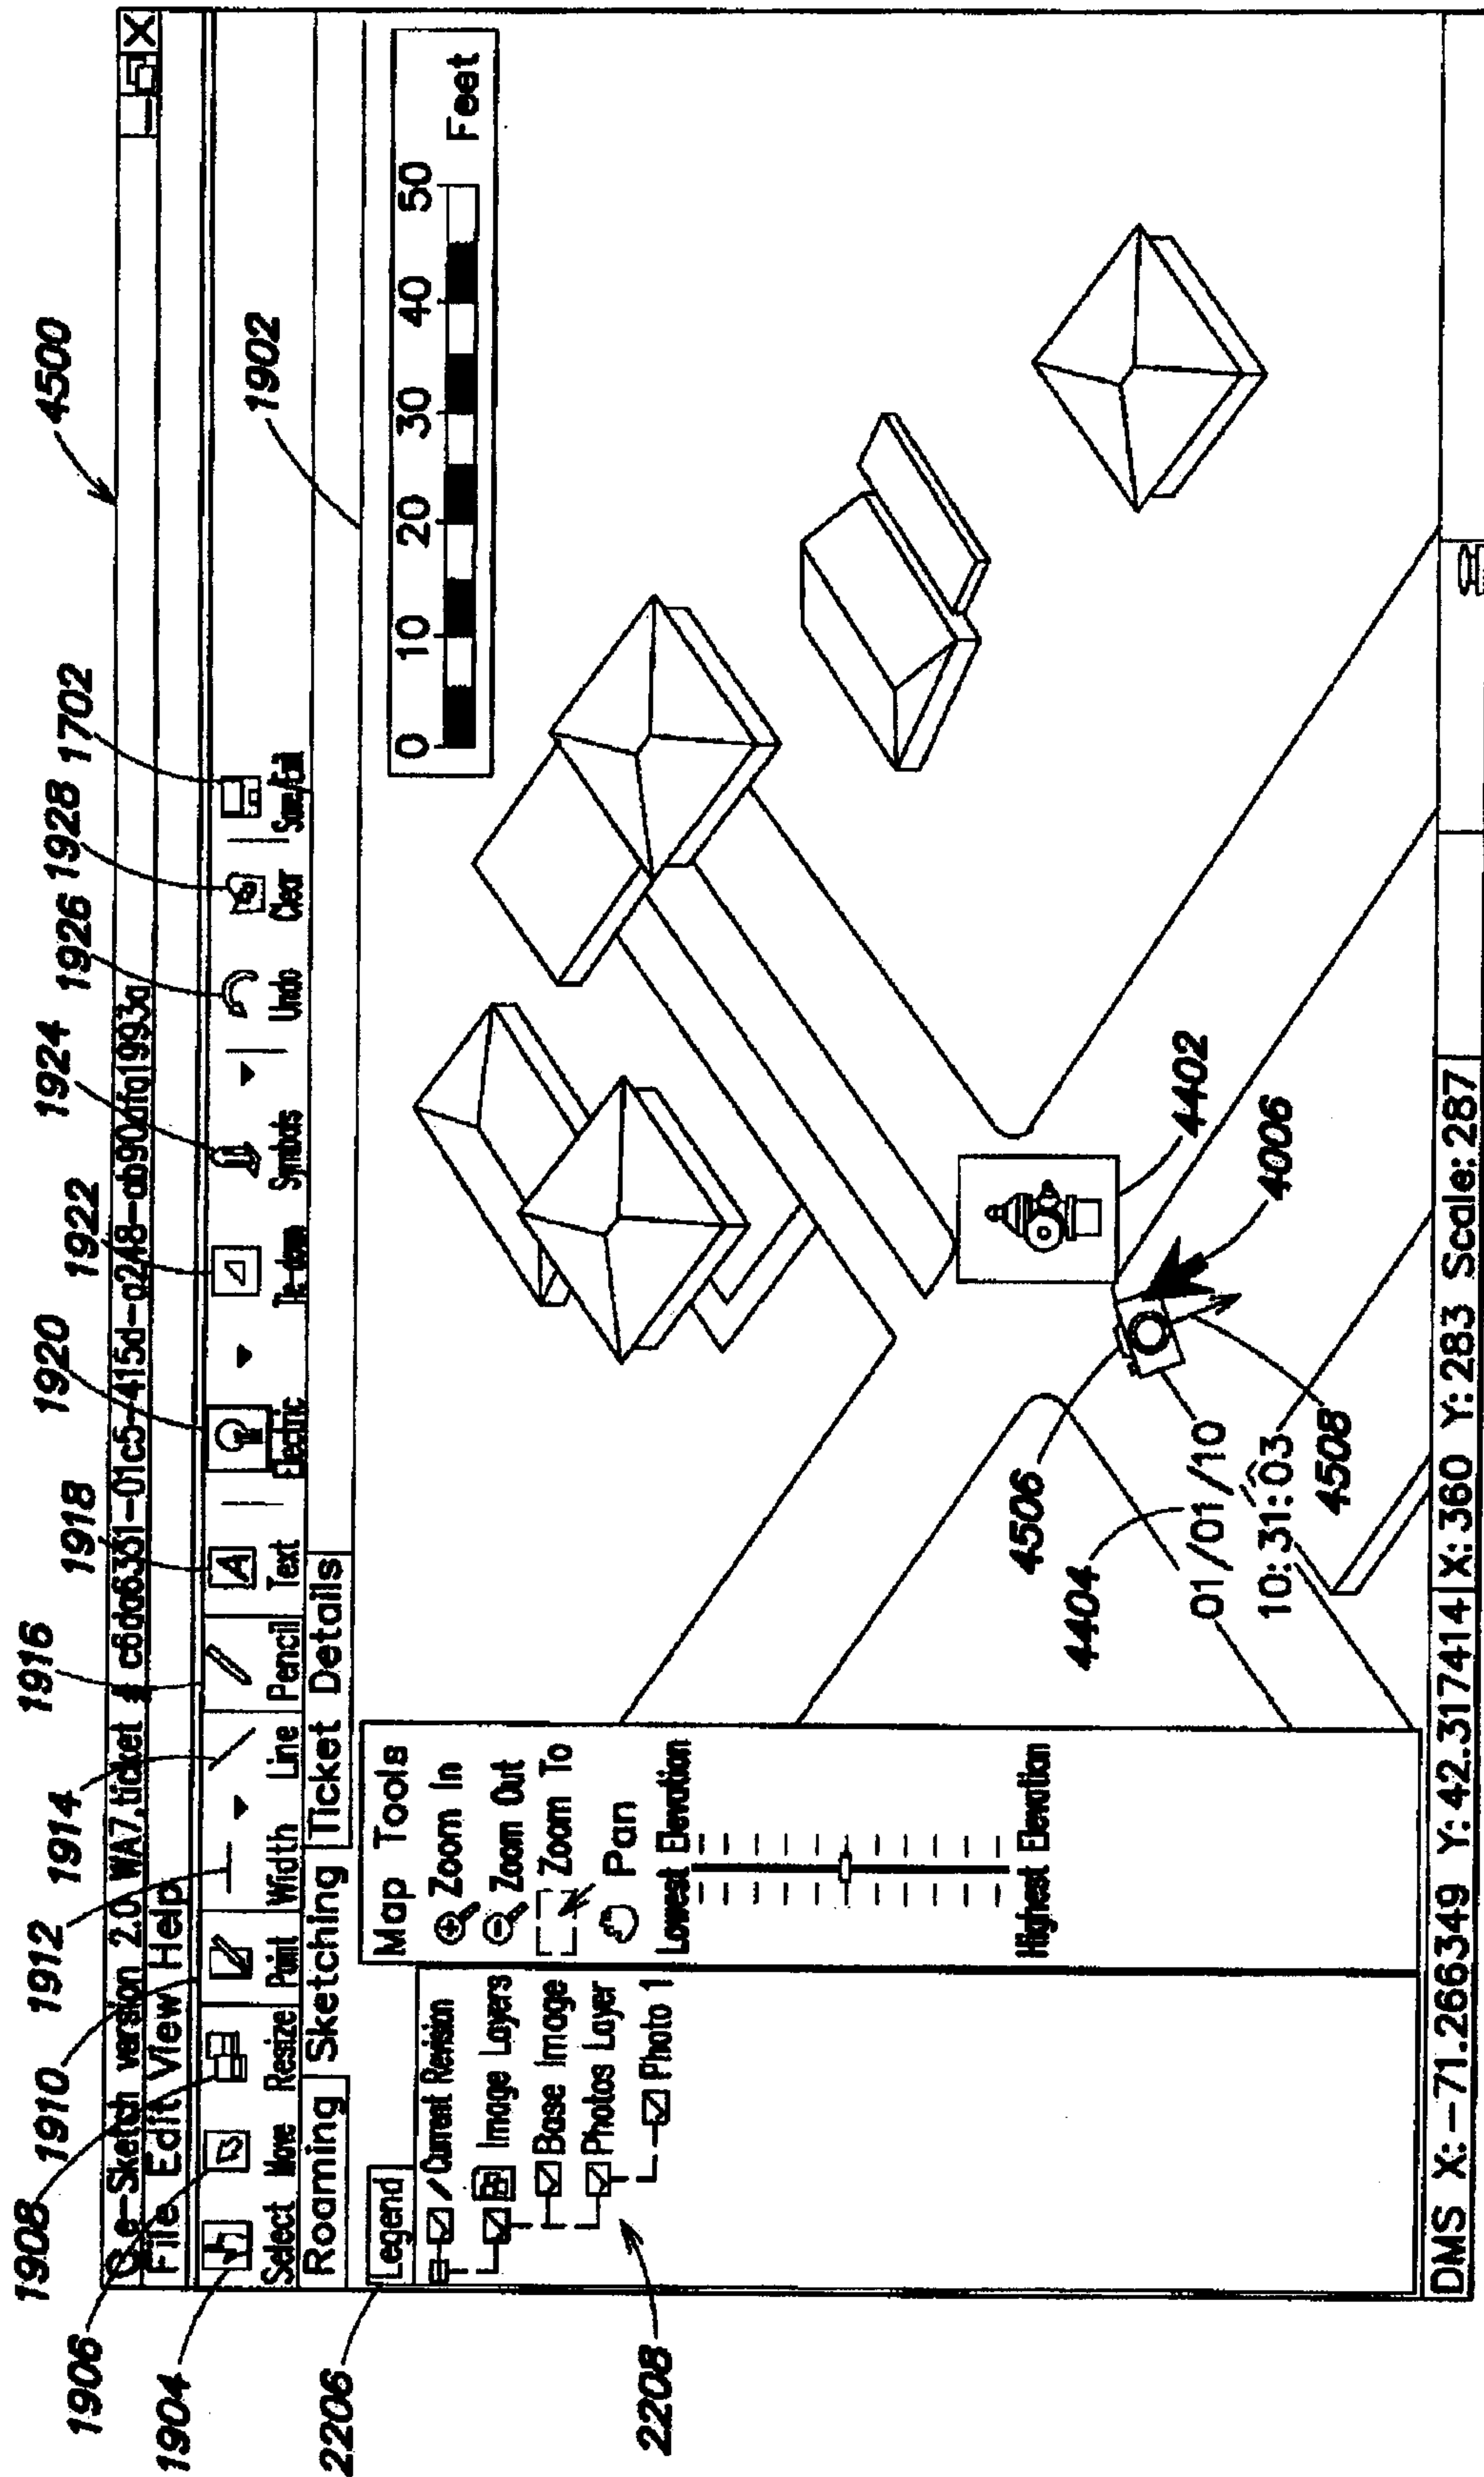 4500
1908 1910 1912 1914 1916 1918 1920 1922 1924 1926 1928 1702
1906
1904
e-Sketch version 2.0 WA7,ticket # c6da6331-01c5-415d-a248-ab90dfa1993a
File Edit View Help
Select Move Resize Point Width Line Pencil Text Electric Tie down Symbols Undo Clear Save/Exit
Roaming Sketching Ticket Details
1902
2206
Legend
Current Revision
Image Layers
Base Image
Photos Layer
Photo 1
2208
Map Tools
Zoom In
Zoom Out
Zoom To
Pan
Lowest Elevation
Highest Elevation
0 10 20 30 40 50
Feet
4402
4006
4506
4404
01/01/10
10:31:03
4508
DMS X:-71.266349 Y:42.317414 X:360 Y:283 Scale:287